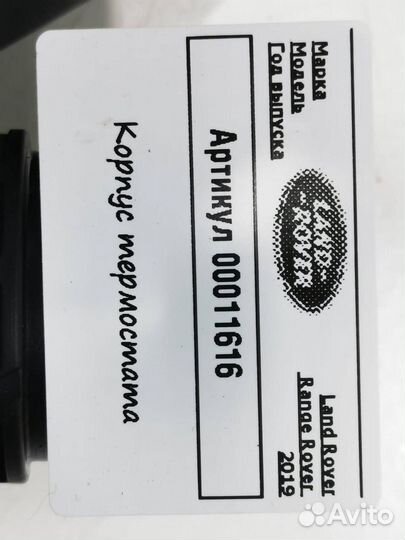 Марка
Land Rover
Модель
Range Rover
Год выпуска
2019
LAND
ROVER
Артикул 00011616
Корпус термостата
Avito